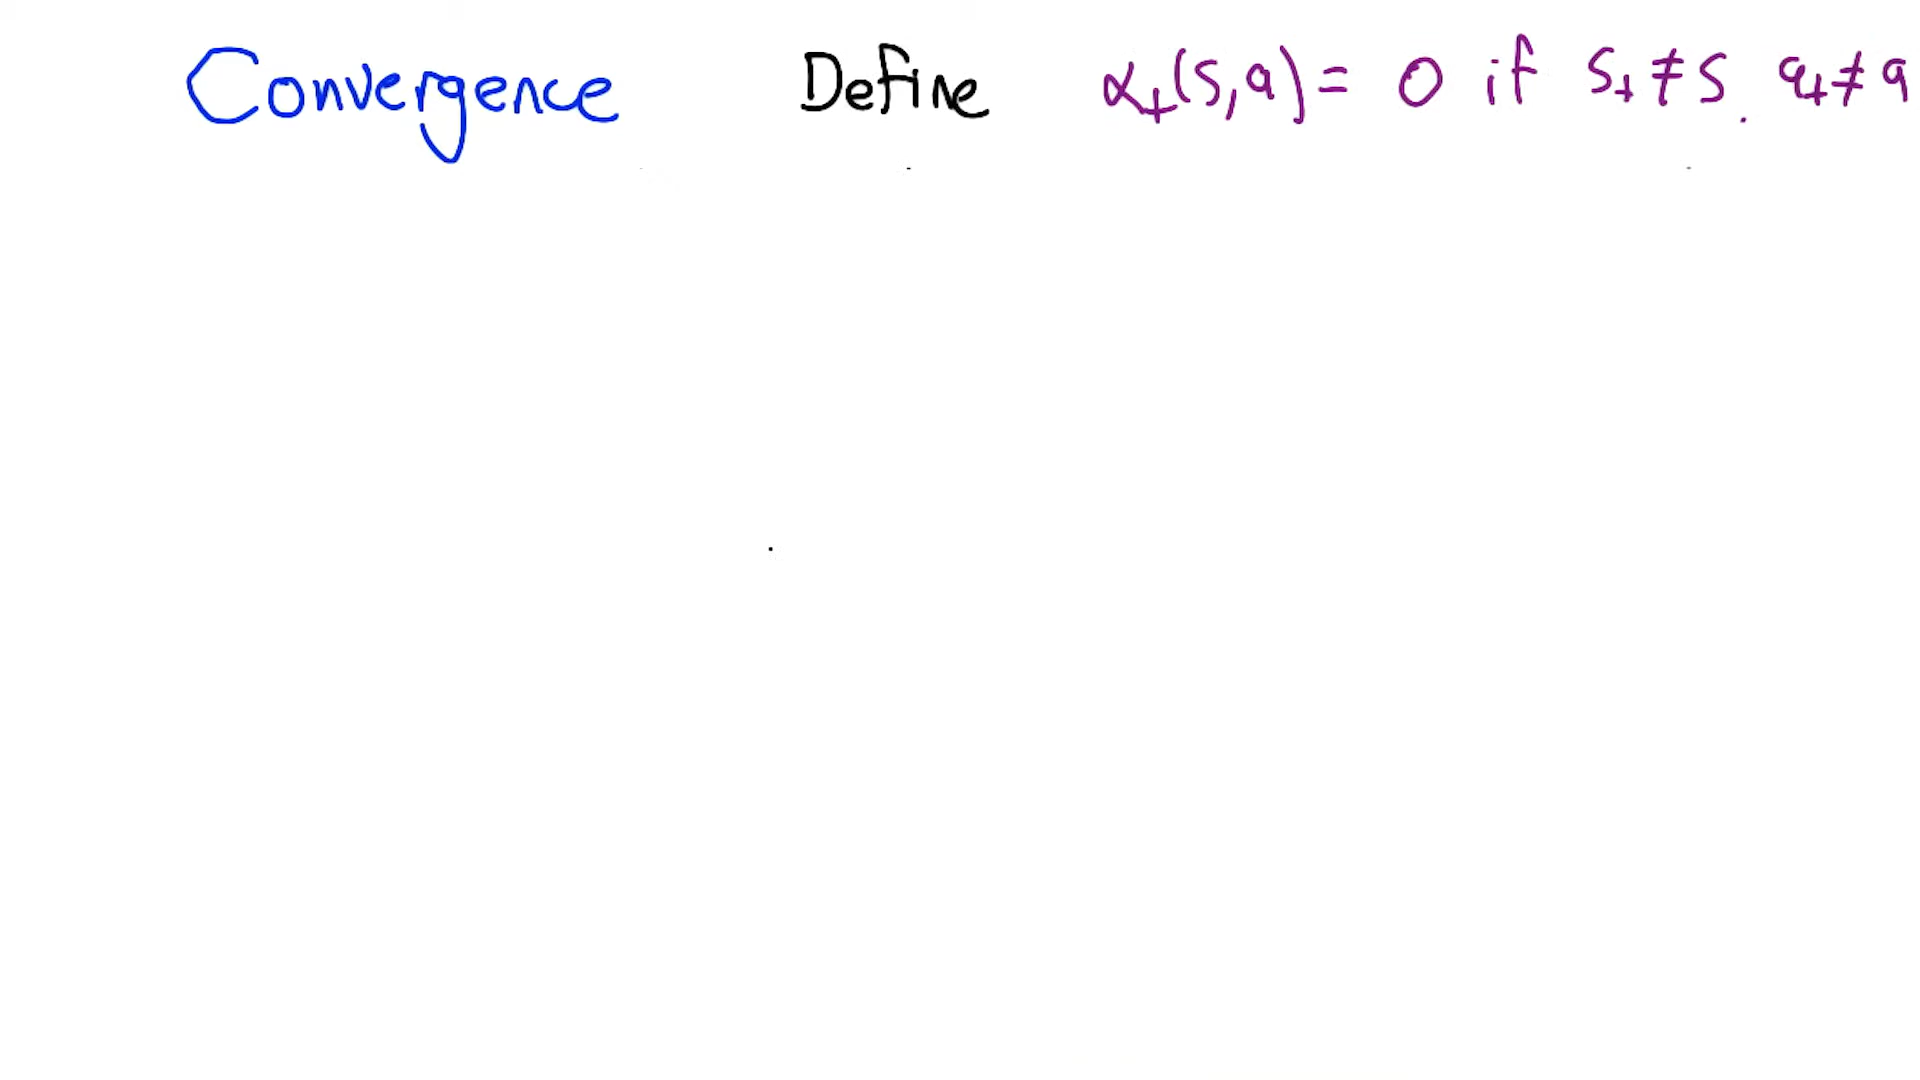 Convergence Define αₜ(s,a) = 0 if sₜ≠s. aₜ≠a